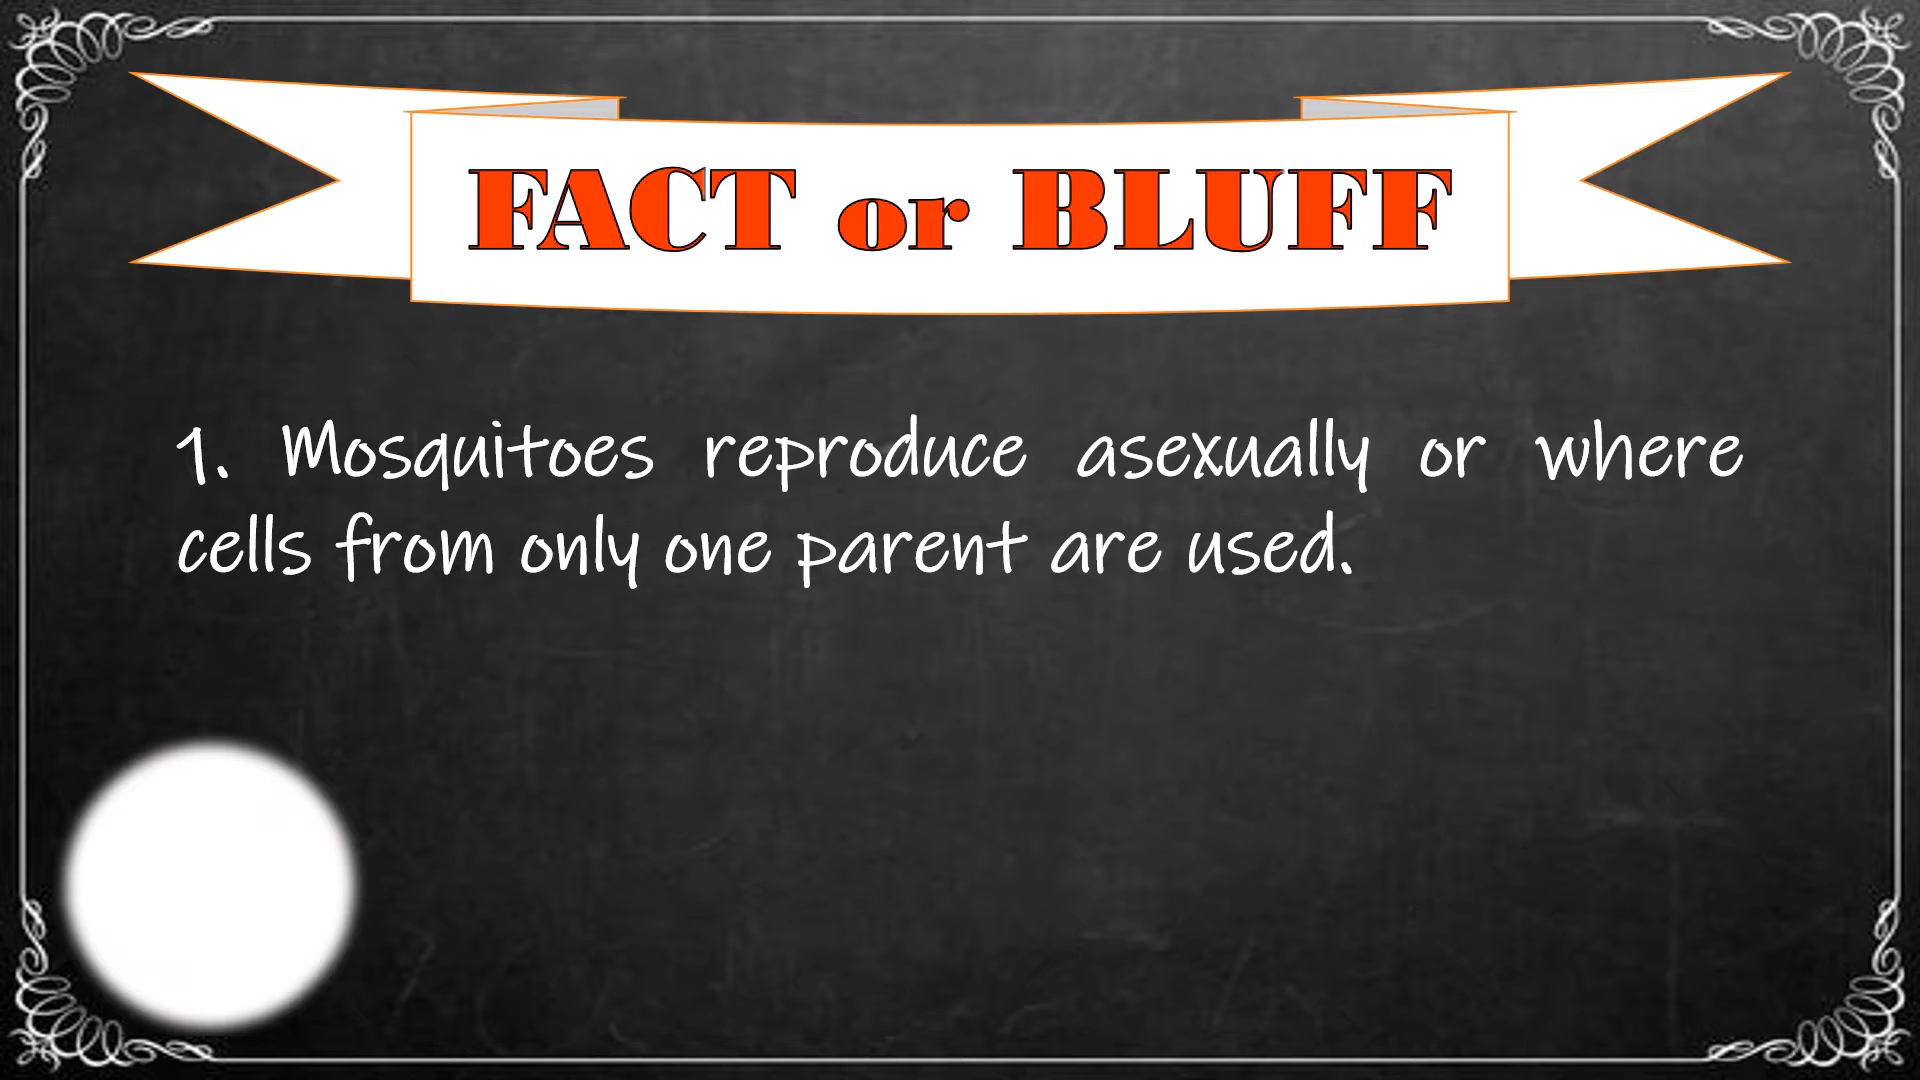 FACT or BLUFF
1. Mosquitoes reproduce asexually or where
cells from only one parent are used.